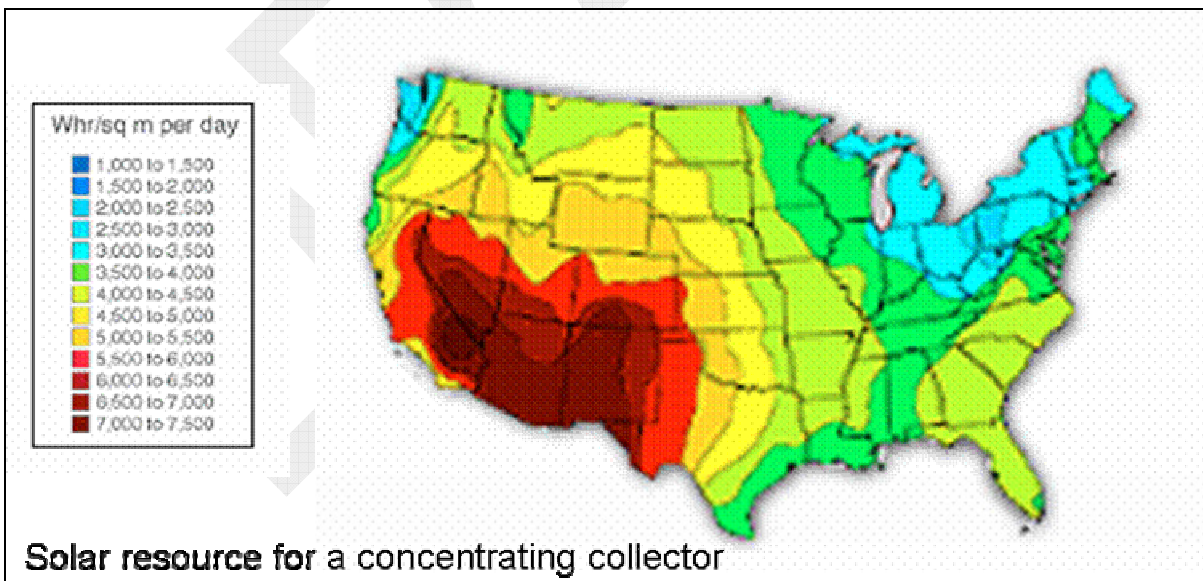 Whr/sq m per day
1,000 to 1,500
1,500 to 2,000
2,000 to 2,500
2,500 to 3,000
3,000 to 3,500
3,500 to 4,000
4,000 to 4,500
4,500 to 5,000
5,000 to 5,500
5,500 to 6,000
6,000 to 6,500
6,500 to 7,000
7,000 to 7,500
Solar resource for a concentrating collector